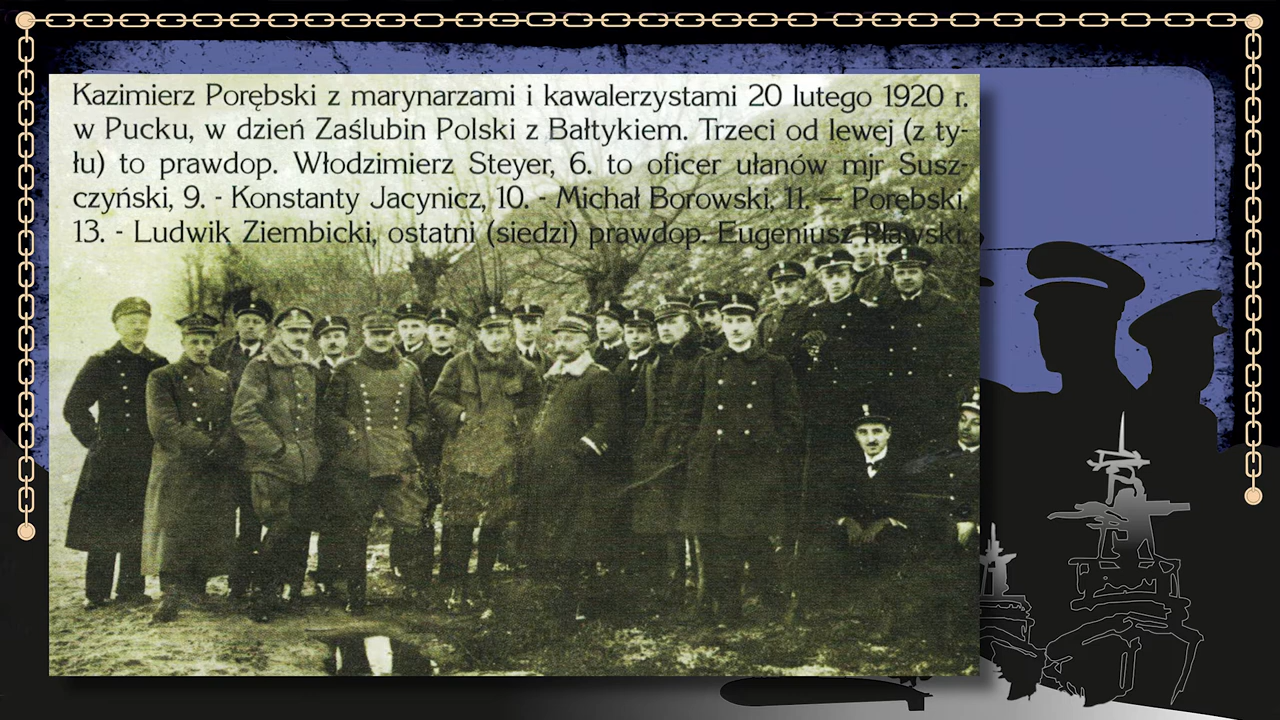 Kazimierz Porębski z marynarzami i kawalerzystami 20 lutego 1920 r.
w Pucku, w dzień Zaślubin Polski z Bałtykiem. Trzeci od lewej (z ty-
łu) to prawdop. Włodzimierz Steyer, 6. to oficer ułanów mjr Susz-
czyński, 9. - Konstanty Jacynicz, 10. - Michał Borowski, 11. — Porębski,
13. - Ludwik Ziembicki, ostatni (siedzi) prawdop. Eugeniusz Pławski.